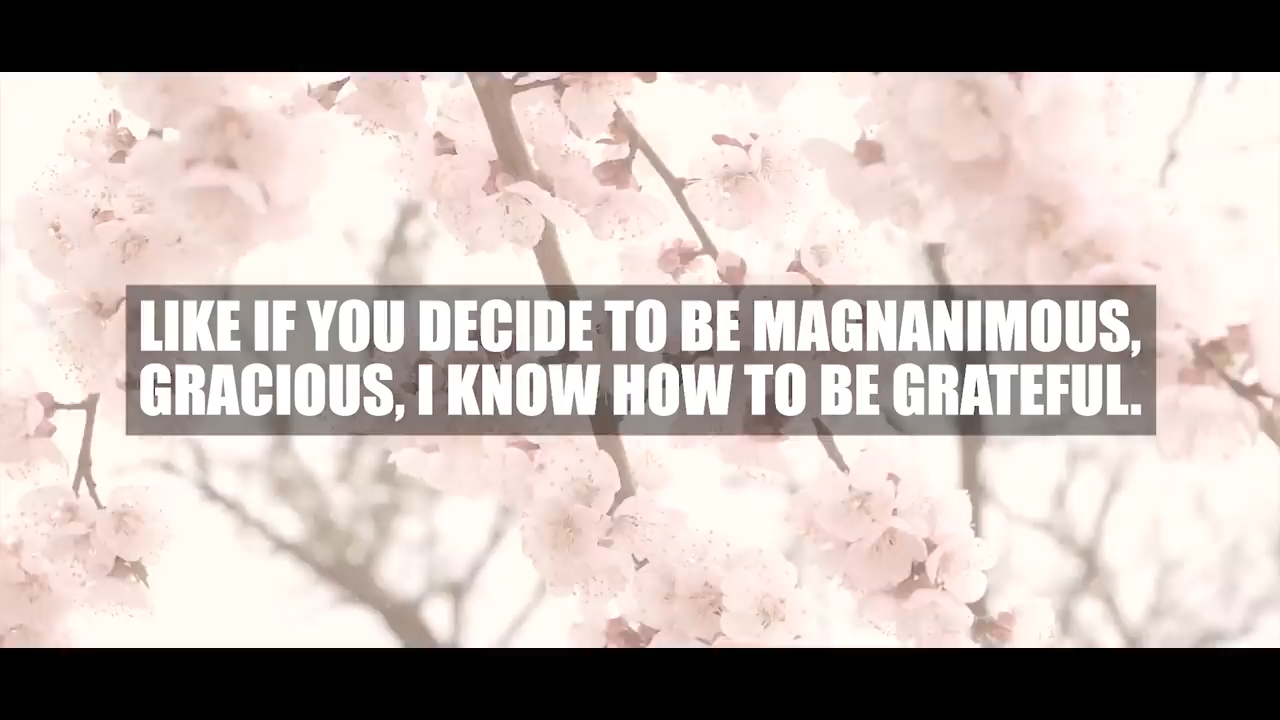 LIKE IF YOU DECIDE TO BE MAGNANIMOUS,
GRACIOUS, I KNOW HOW TO BE GRATEFUL.